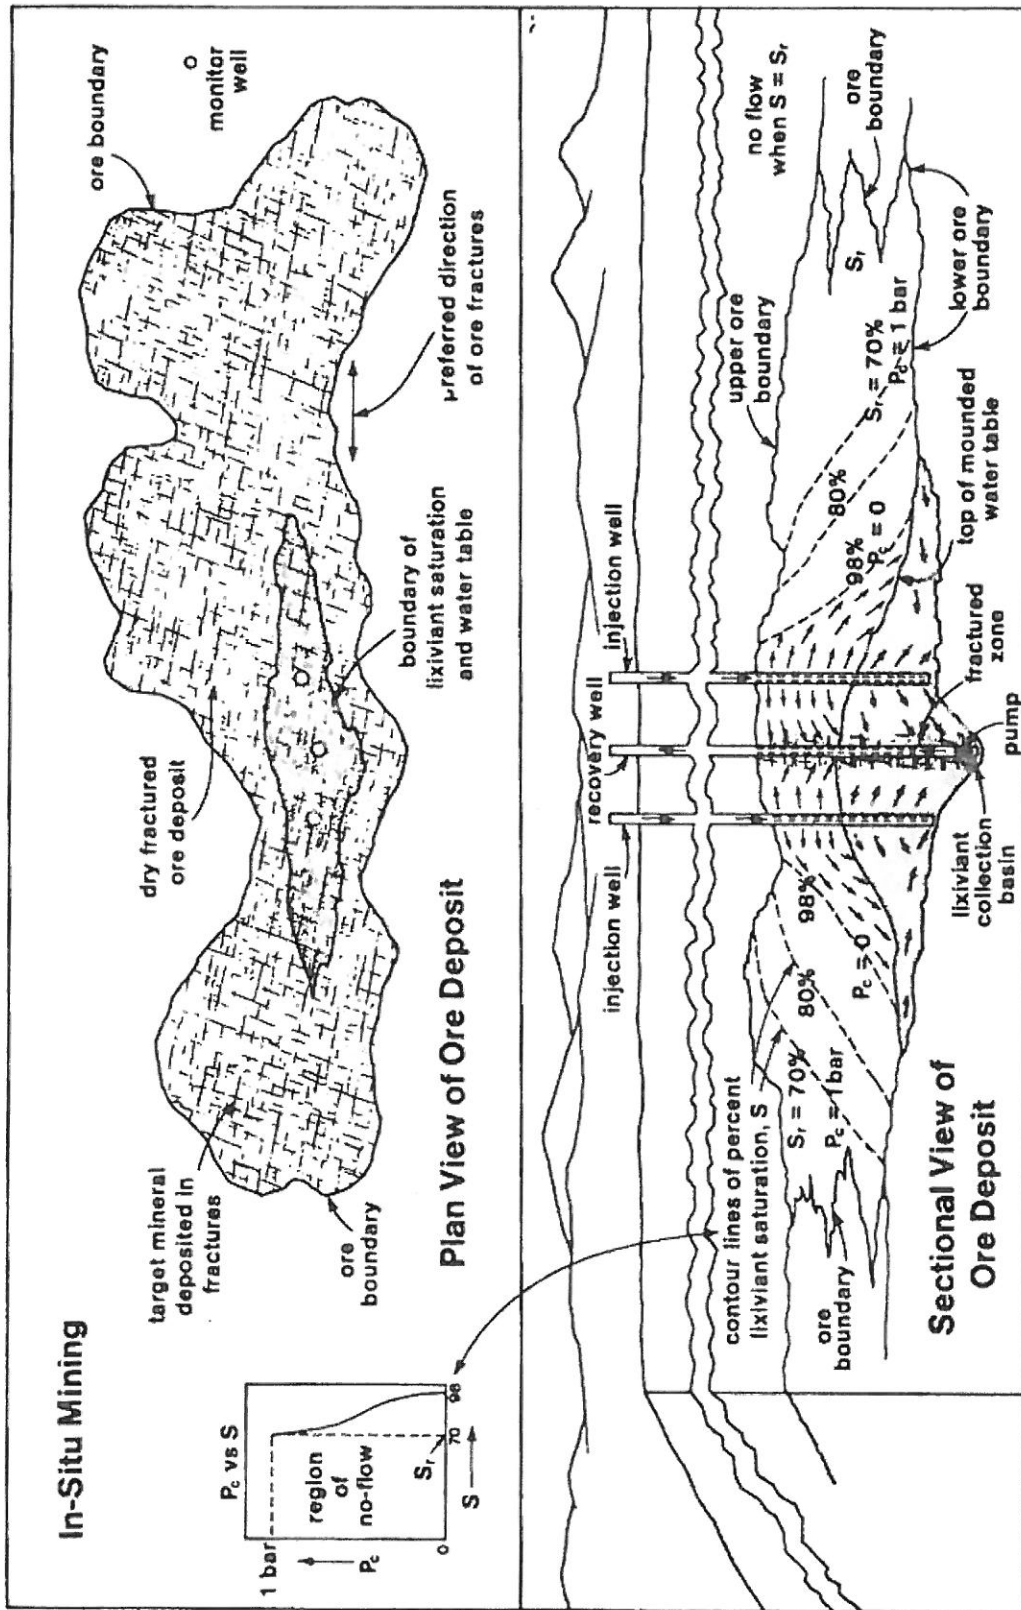 In-Situ Mining
P_c vs S
1 bar
P_c
region
of
no-flow
S_r
0
70
98
S
target mineral
deposited in
fractures
ore
boundary
dry fractured
ore deposit
boundary of
lixiviant saturation
and water table
preferred direction
of ore fractures
ore boundary
monitor
well
Plan View of Ore Deposit
contour lines of percent
lixiviant saturation, S
injection well
recovery well
injection well
upper ore
boundary
no flow
when S = S_r
ore
boundary
S_r = 70%
P_c = 1 bar
80%
98%
P_c = 0
98%
P_c = 0
80%
S_r = 70%
P_c = 1 bar
S_r
ore
boundary
lixiviant
collection
basin
pump
fractured
zone
top of mounded
water table
lower ore
boundary
Sectional View of
Ore Deposit